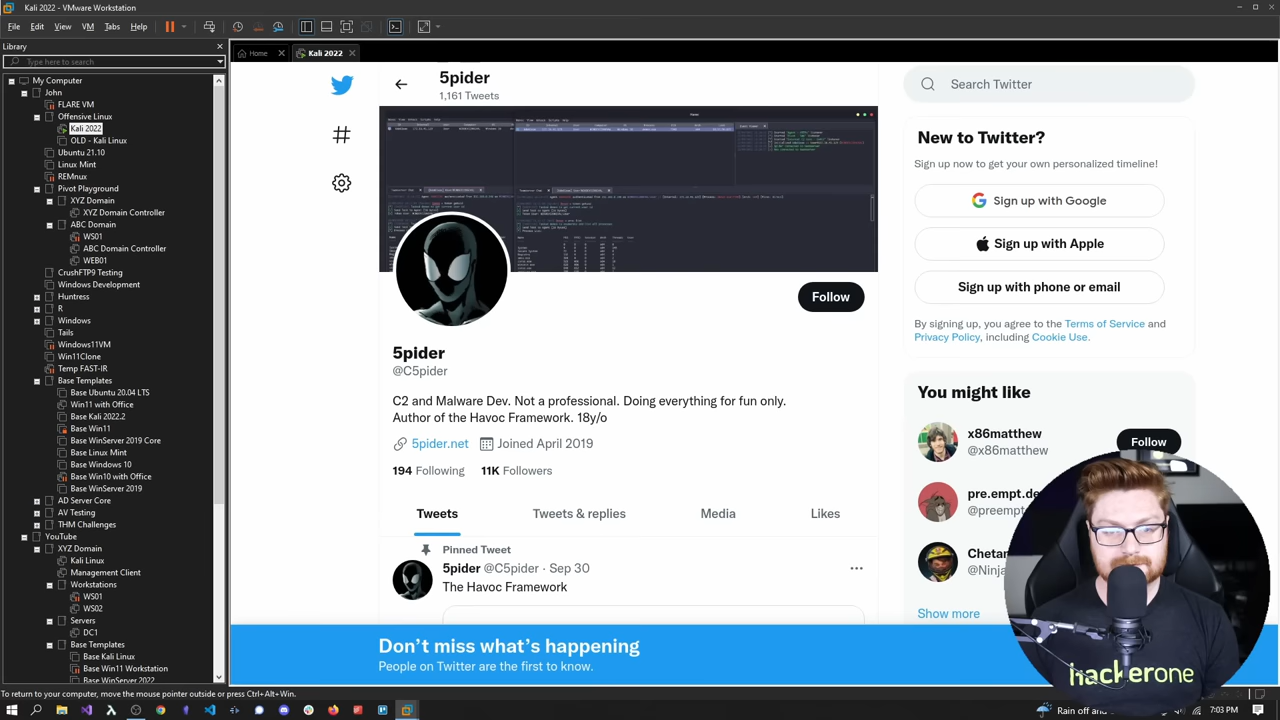 Kali 2022 - VMware Workstation
File Edit View VM Tabs Help
Library
Type here to search
My Computer
John
FLARE VM
Offensive Linux
Kali 2022
OLD - Kali Linux
Ubuntu 21.10
Linux Mint
REMnux
Pivot Playground
XYZ Domain
XYZ Domain Controller
ABC Domain
WS01
ABC Domain Controller
WEB01
CrushFTP9 Testing
Windows Development
Huntress
R
Windows
Tails
Windows11VM
Win11Clone
Temp FAST-IR
Base Templates
Base Ubuntu 20.04 LTS
Win11 with Office
Base Kali 2022.2
Base Win11
Base WinServer 2019 Core
Base Linux Mint
Base Windows 10
Base Win10 with Office
Base WinServer 2019
AD Server Core
AV Testing
THM Challenges
YouTube
XYZ Domain
Kali Linux
Management Client
Workstations
WS01
WS02
Servers
DC1
Base Templates
Base Kali Linux
Base Win11 Workstation
Base WinServer 2022
Home
Kali 2022
5pider
1,161 Tweets
Follow
5pider
@C5pider
C2 and Malware Dev. Not a professional. Doing everything for fun only.
Author of the Havoc Framework. 18y/o
5pider.net Joined April 2019
194 Following 11K Followers
Tweets Tweets & replies Media Likes
Pinned Tweet
5pider @C5pider · Sep 30
The Havoc Framework
Search Twitter
New to Twitter?
Sign up now to get your own personalized timeline!
Sign up with Google
Sign up with Apple
Sign up with phone or email
By signing up, you agree to the Terms of Service and
Privacy Policy, including Cookie Use.
You might like
x86matthew
@x86matthew
Follow
pre.empt.de
@preempt
Chetan
@Ninja
Show more
Don't miss what's happening
People on Twitter are the first to know.
hackerone
To return to your computer, move the mouse pointer outside or press Ctrl+Alt+Win.
Rain off and
7:03 PM